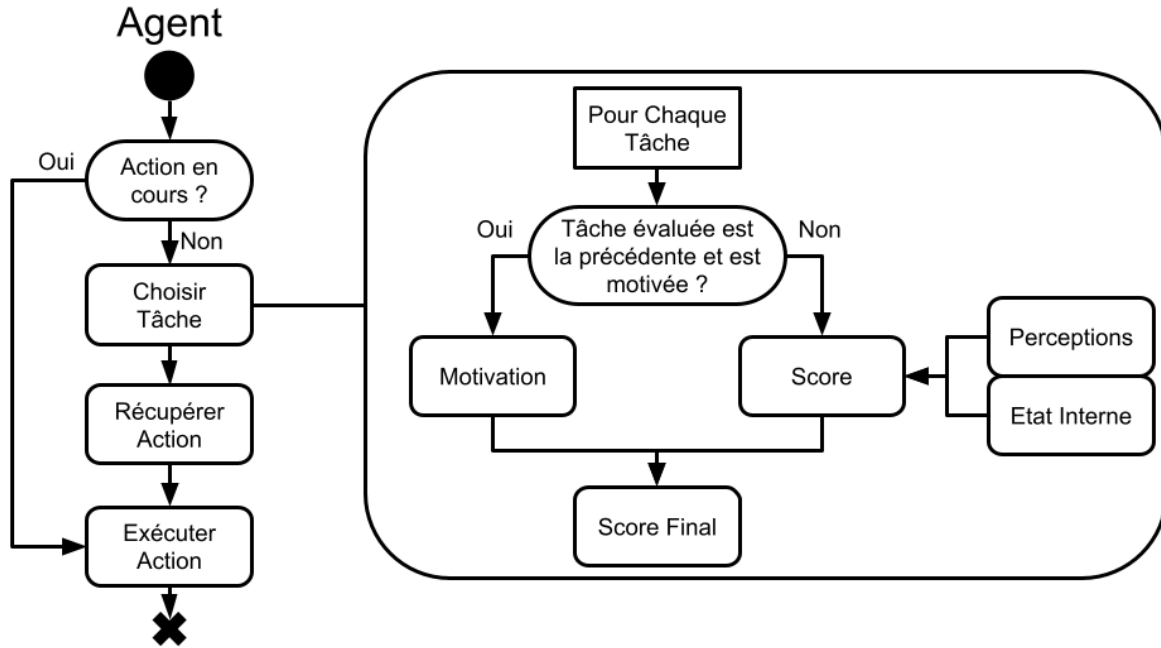 Agent
Oui
Action en
cours ?
Non
Choisir
Tâche
Récupérer
Action
Exécuter
Action
Pour Chaque
Tâche
Oui
Tâche évaluée est
la précédente et est
motivée ?
Non
Motivation
Score
Perceptions
Etat Interne
Score Final